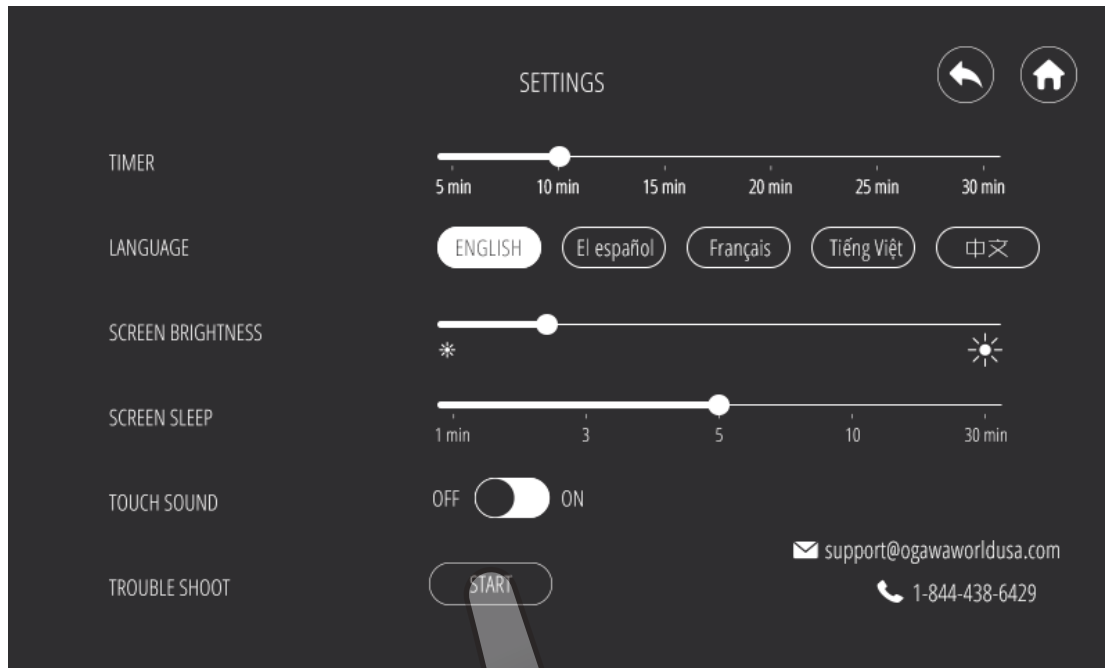 SETTINGS
TIMER
5 min 10 min 15 min 20 min 25 min 30 min
LANGUAGE ENGLISH El español Français Tiếng Việt 中文
SCREEN BRIGHTNESS
SCREEN SLEEP
1 min 3 5 10 30 min
TOUCH SOUND OFF ON
support@ogawaworldusa.com
TROUBLE SHOOT START 1-844-438-6429